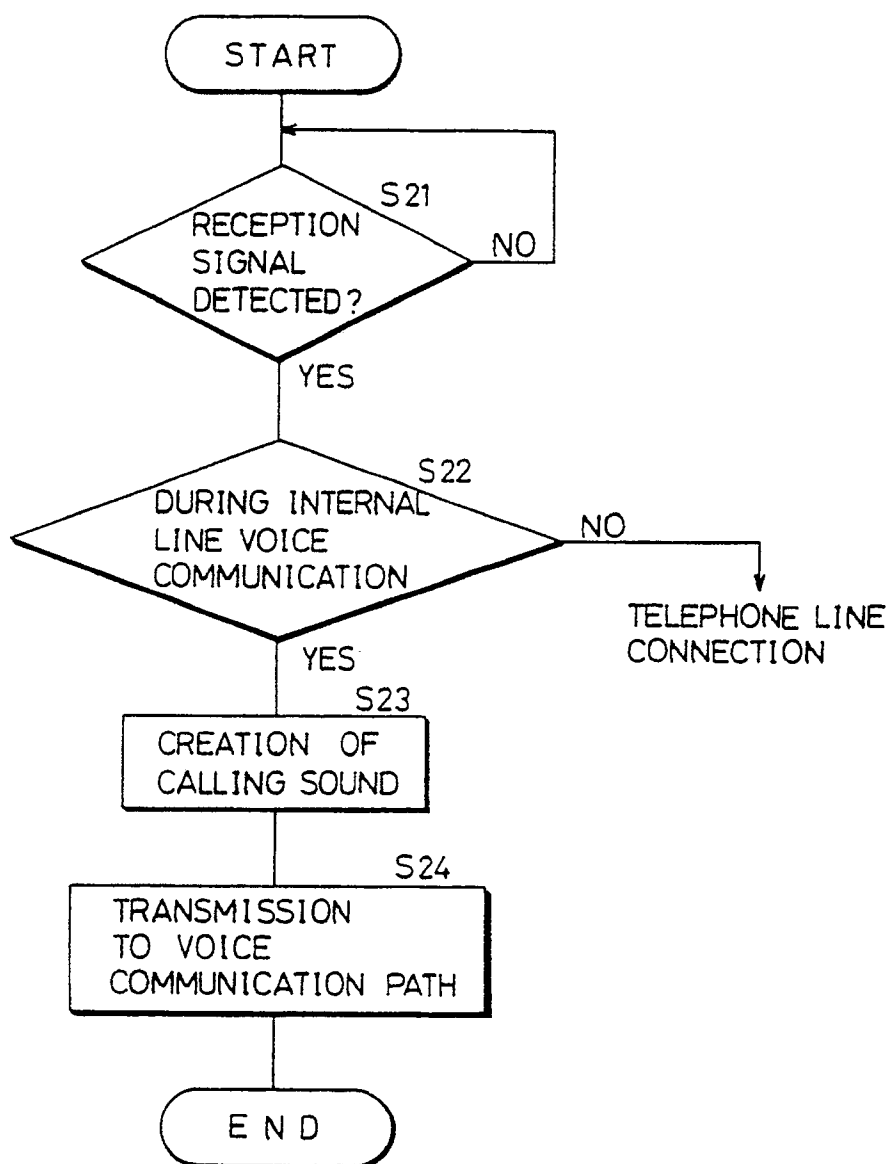 START
S21
RECEPTION
SIGNAL
DETECTED?
NO
YES
S22
DURING INTERNAL
LINE VOICE
COMMUNICATION
NO
TELEPHONE LINE
CONNECTION
YES
S23
CREATION OF
CALLING SOUND
S24
TRANSMISSION
TO VOICE
COMMUNICATION PATH
END